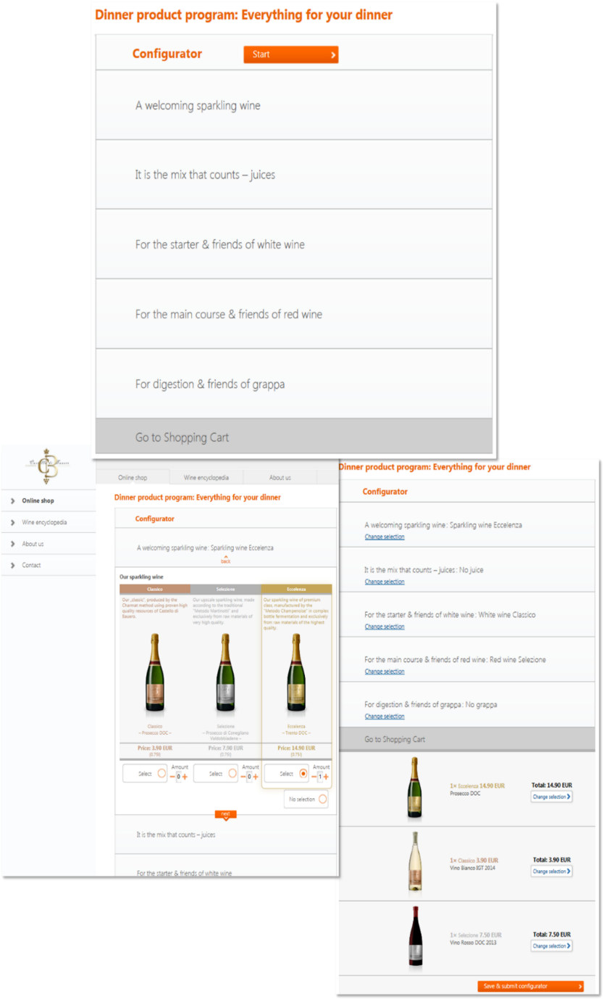 Dinner product program: Everything for your dinner
Configurator
Start
A welcoming sparkling wine
It is the mix that counts – juices
For the starter & friends of white wine
For the main course & friends of red wine
For digestion & friends of grappa
Go to Shopping Cart
CB
Online shop
Wine encyclopedia
About us
Contact
Online shop
Wine encyclopedia
About us
Dinner product program: Everything for your dinner
Configurator
A welcoming sparkling wine: Sparkling wine Eccelenza
back
Our sparkling wine
Classico
Our „classic“, produced by the
Charmat method using proven high
quality resources of Castello di
Bauero.
Selezione
Our upscale sparkling wine, made
according to the traditional
"Metodo Martinotti" and
exclusively from raw materials of
very high quality.
Eccelenza
Our sparkling wine of premium
class, manufactured by the
"Metodo Champenoise" in complex
bottle fermentation and exclusively
from raw materials of the highest
quality.
Classico
– Prosecco DOC –
Price: 3.90 EUR
(0.75l)
Select
Amount
– 0 +
Selezione
– Prosecco di Conegliano
Valdobbiadene –
Price: 7.90 EUR
(0.75l)
Select
Amount
– 0 +
Eccelenza
– Trento DOC –
Price: 14.90 EUR
(0.75l)
Select
Amount
– 1 +
No selection
next
It is the mix that counts – juices
For the starter & friends of white wine
Dinner product program: Everything for your dinner
Configurator
A welcoming sparkling wine: Sparkling wine Eccelenza
Change selection
It is the mix that counts – juices: No juice
Change selection
For the starter & friends of white wine: White wine Classico
Change selection
For the main course & friends of red wine: Red wine Selezione
Change selection
For digestion & friends of grappa: No grappa
Change selection
Go to Shopping Cart
1× Eccelenza 14.90 EUR
Prosecco DOC
Total: 14.90 EUR
Change selection
1× Classico 3.90 EUR
Vino Bianco IGT 2014
Total: 3.90 EUR
Change selection
1× Selezione 7.50 EUR
Vino Rosso DOC 2013
Total: 7.50 EUR
Change selection
Save & submit configurator